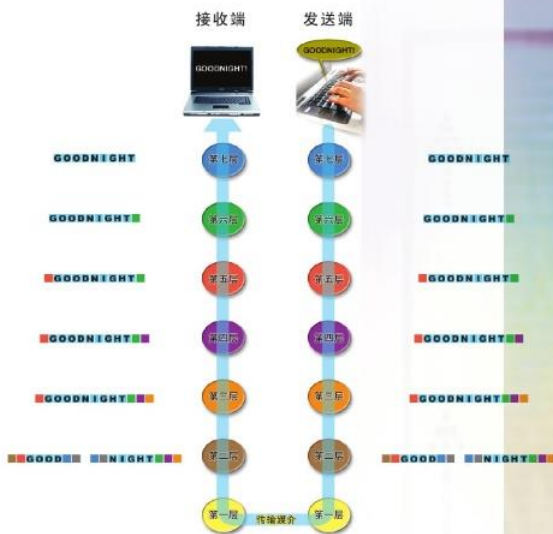 接收端 发送端
GOODNIGHT! GOODNIGHT!
GOODNIGHT 第七层 第七层 GOODNIGHT
GOODNIGHT 第六层 第六层 GOODNIGHT
GOODNIGHT 第五层 第五层 GOODNIGHT
GOODNIGHT 第四层 第四层 GOODNIGHT
GOODNIGHT 第三层 第三层 GOODNIGHT
GOOD NIGHT 第二层 第二层 GOOD NIGHT
第一层 传输媒介 第一层